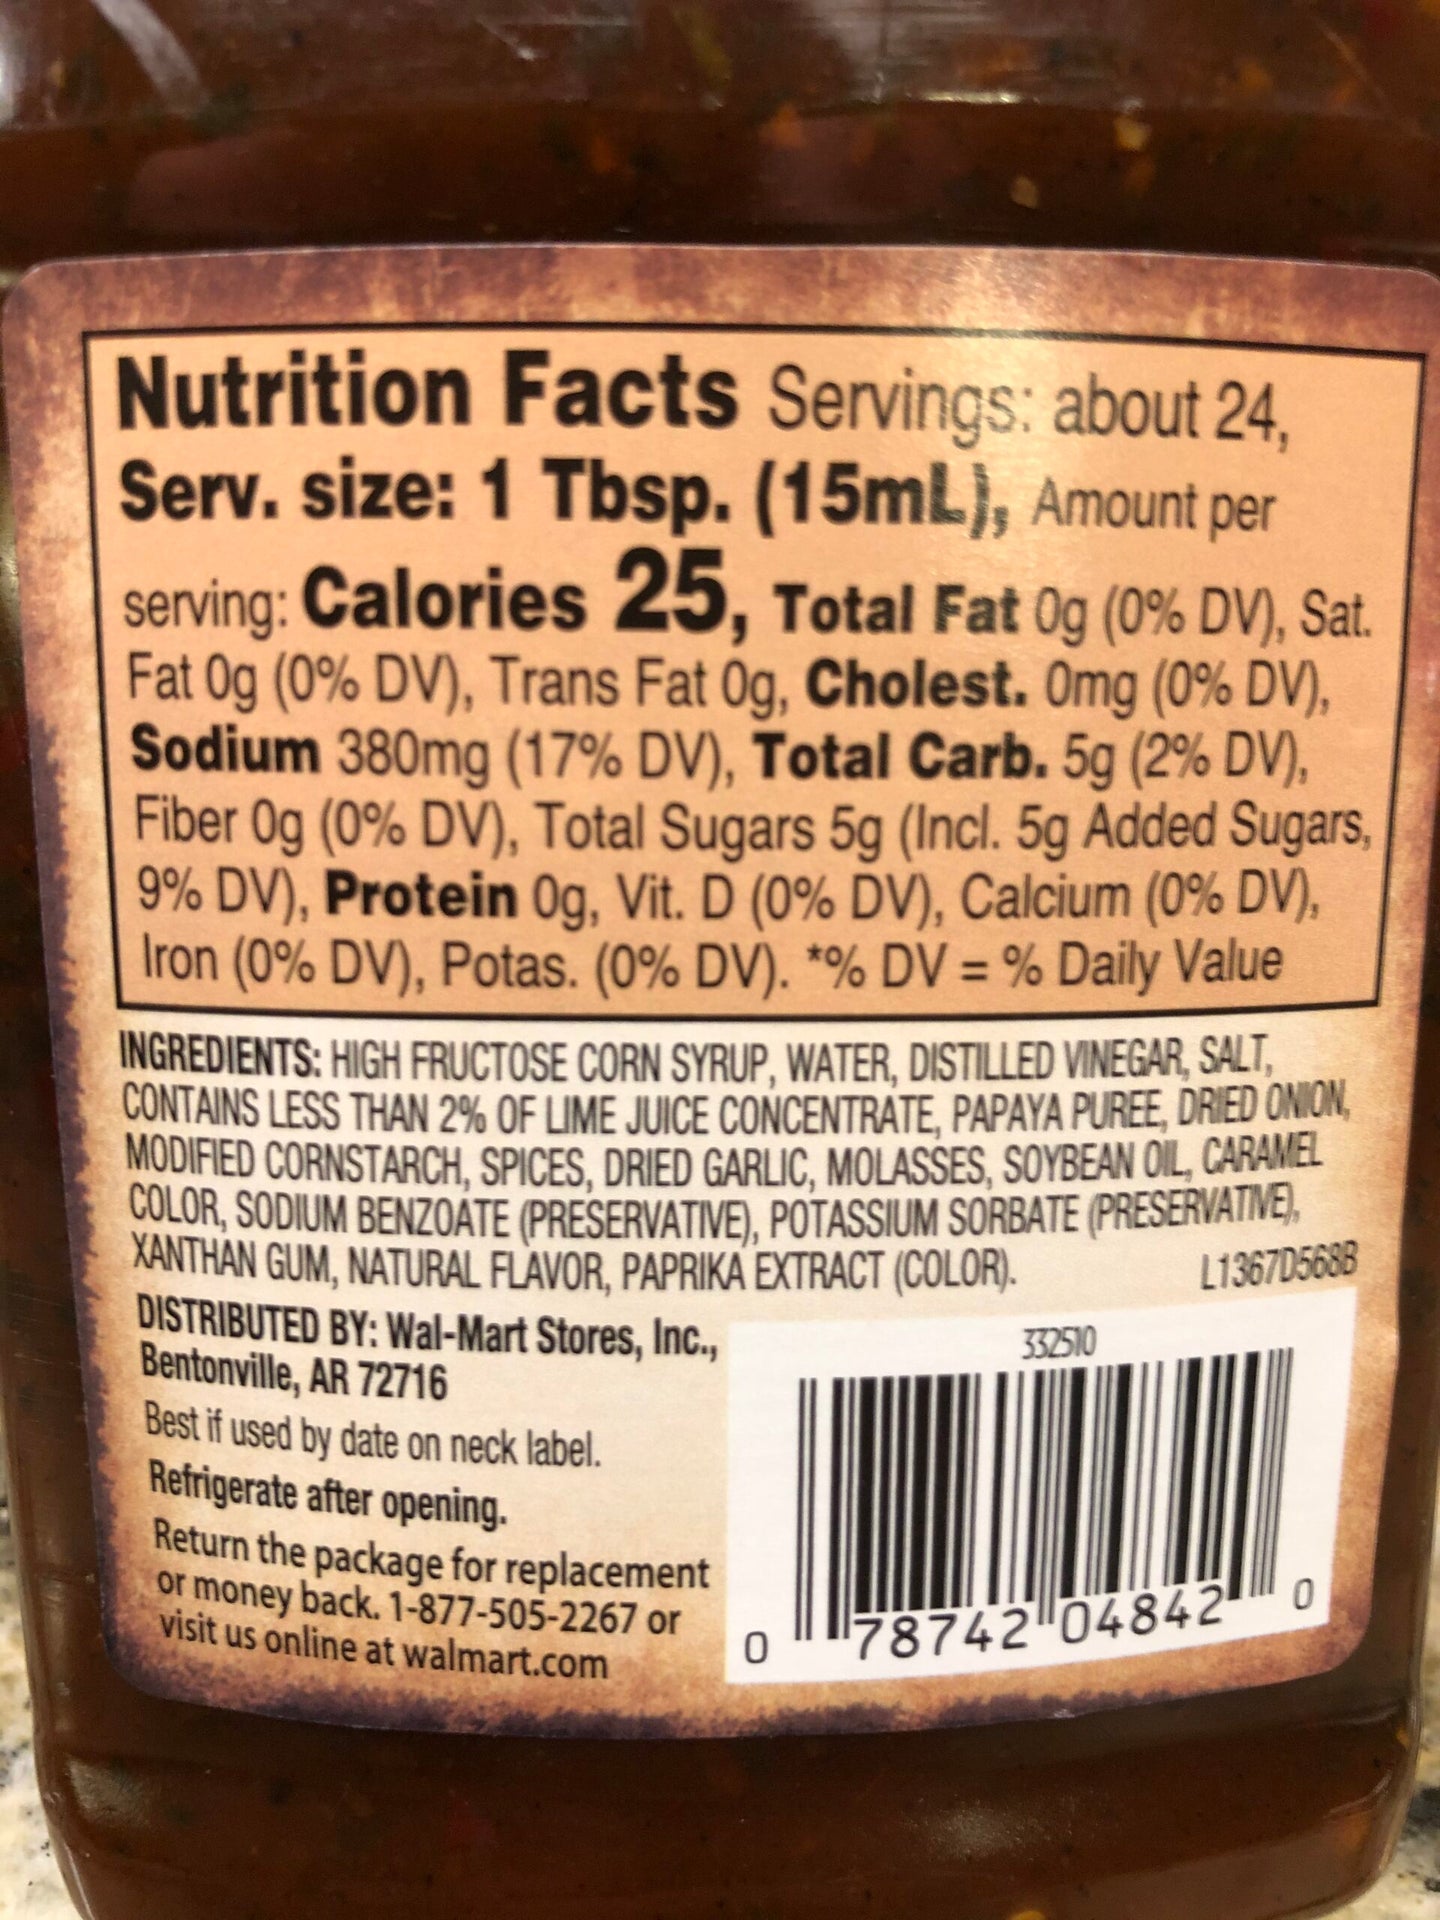 Nutrition Facts Servings: about 24,
Serv. size: 1 Tbsp. (15mL), Amount per
serving: Calories 25, Total Fat 0g (0% DV), Sat.
Fat 0g (0% DV), Trans Fat 0g, Cholest. 0mg (0% DV),
Sodium 380mg (17% DV), Total Carb. 5g (2% DV),
Fiber 0g (0% DV), Total Sugars 5g (Incl. 5g Added Sugars,
9% DV), Protein 0g, Vit. D (0% DV), Calcium (0% DV),
Iron (0% DV), Potas. (0% DV). *% DV = % Daily Value
INGREDIENTS: HIGH FRUCTOSE CORN SYRUP, WATER, DISTILLED VINEGAR, SALT,
CONTAINS LESS THAN 2% OF LIME JUICE CONCENTRATE, PAPAYA PUREE, DRIED ONION,
MODIFIED CORNSTARCH, SPICES, DRIED GARLIC, MOLASSES, SOYBEAN OIL, CARAMEL
COLOR, SODIUM BENZOATE (PRESERVATIVE), POTASSIUM SORBATE (PRESERVATIVE),
XANTHAN GUM, NATURAL FLAVOR, PAPRIKA EXTRACT (COLOR).
L1367D568B
DISTRIBUTED BY: Wal-Mart Stores, Inc.,
Bentonville, AR 72716
Best if used by date on neck label.
Refrigerate after opening.
Return the package for replacement
or money back. 1-877-505-2267 or
visit us online at walmart.com
332510
0 78742 04842 0